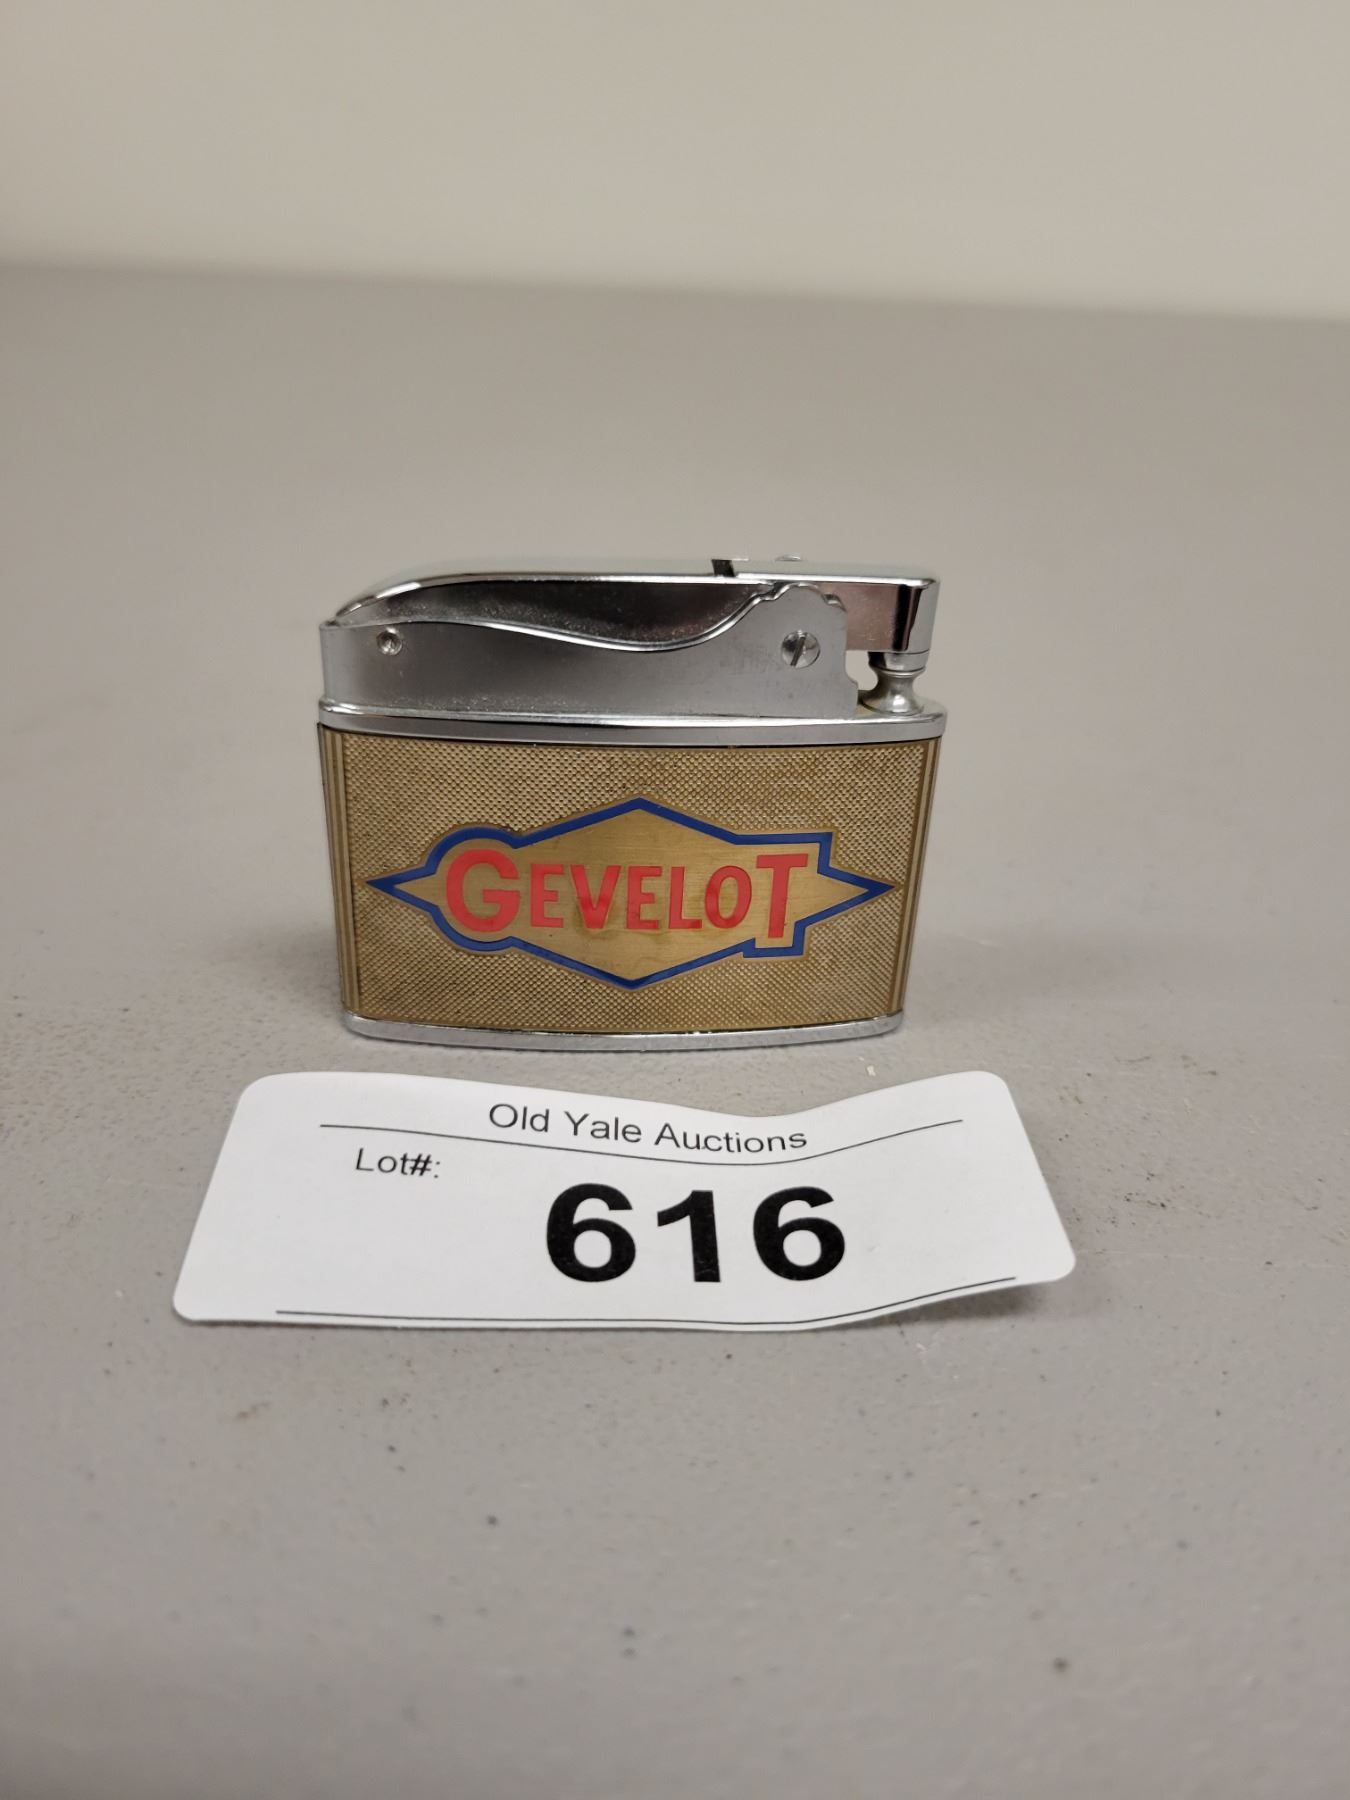 GEVELOT
Old Yale Auctions
Lot#:
616